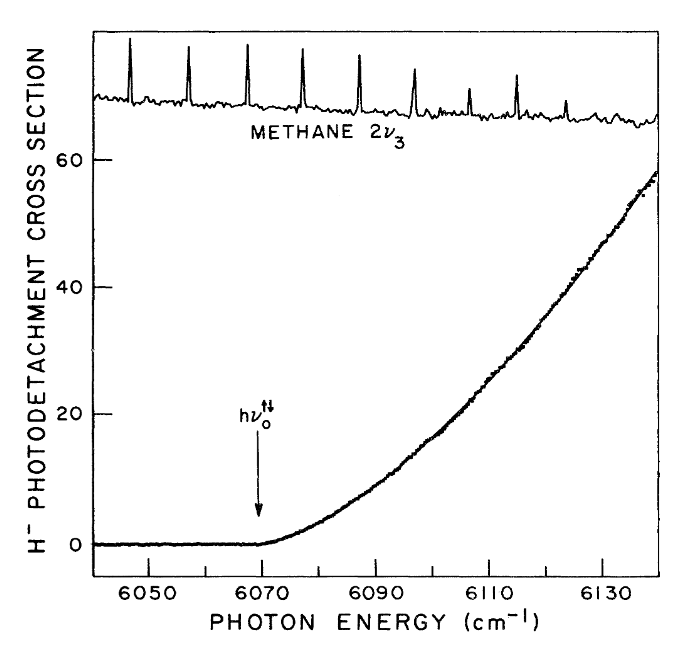 METHANE 2ν₃
H⁻ PHOTODETACHMENT CROSS SECTION
60
40
20
0
hν₀↑↓
6050 6070 6090 6110 6130
PHOTON ENERGY (cm⁻¹)